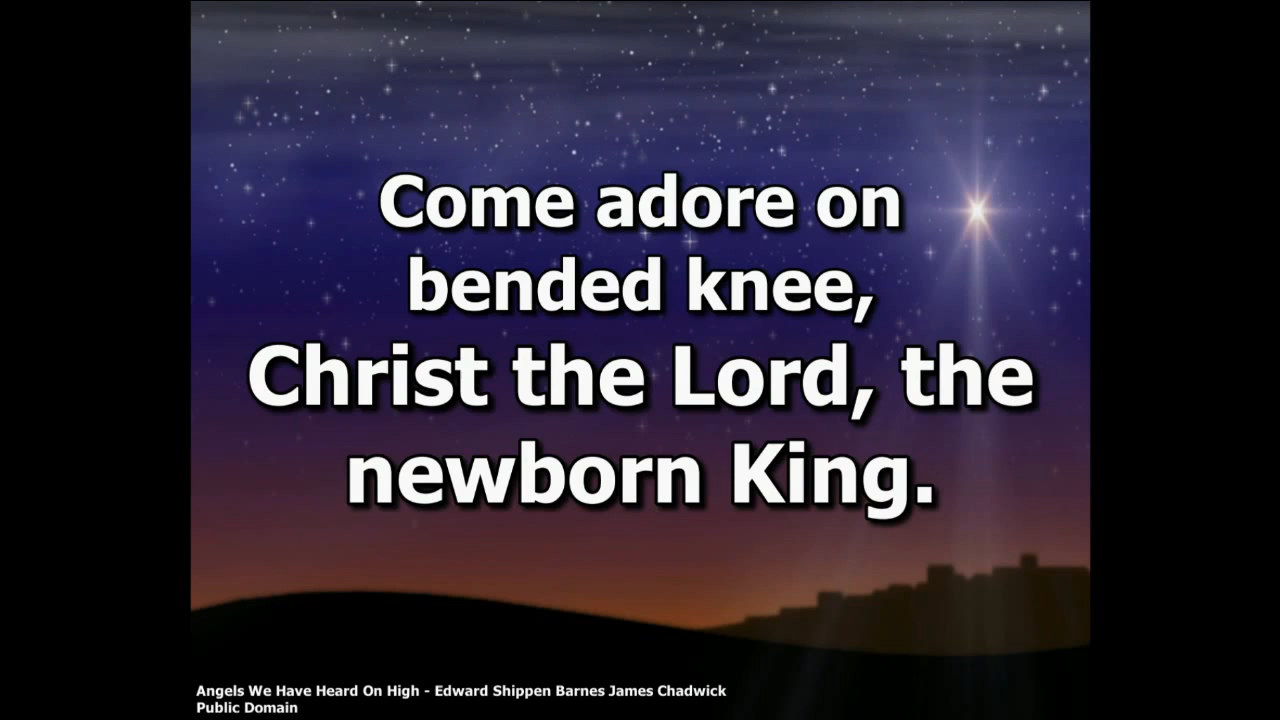 Come adore on
bended knee,
Christ the Lord, the
newborn King.
Angels We Have Heard On High - Edward Shippen Barnes James Chadwick
Public Domain